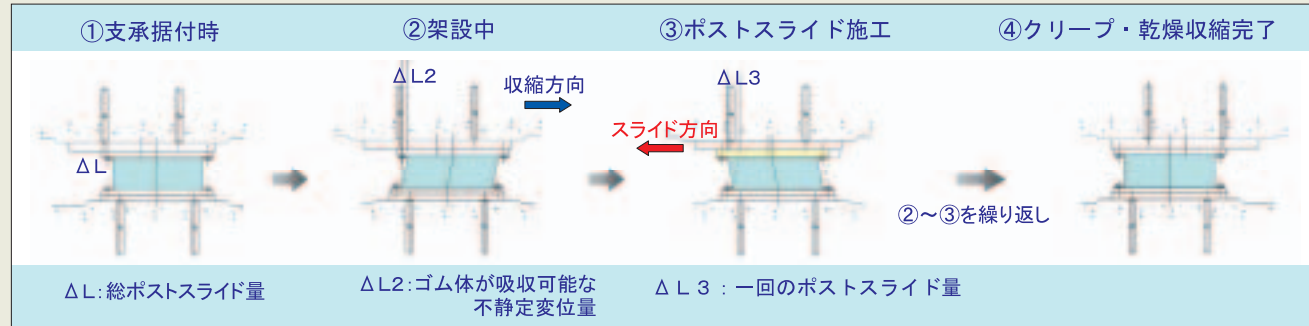 ①支承据付時
②架設中
③ポストスライド施工
④クリープ・乾燥収縮完了
ΔL
ΔL2
収縮方向
スライド方向
ΔL3
②～③を繰り返し
ΔL:総ポストスライド量
ΔL2:ゴム体が吸収可能な
不静定変位量
ΔL3：一回のポストスライド量